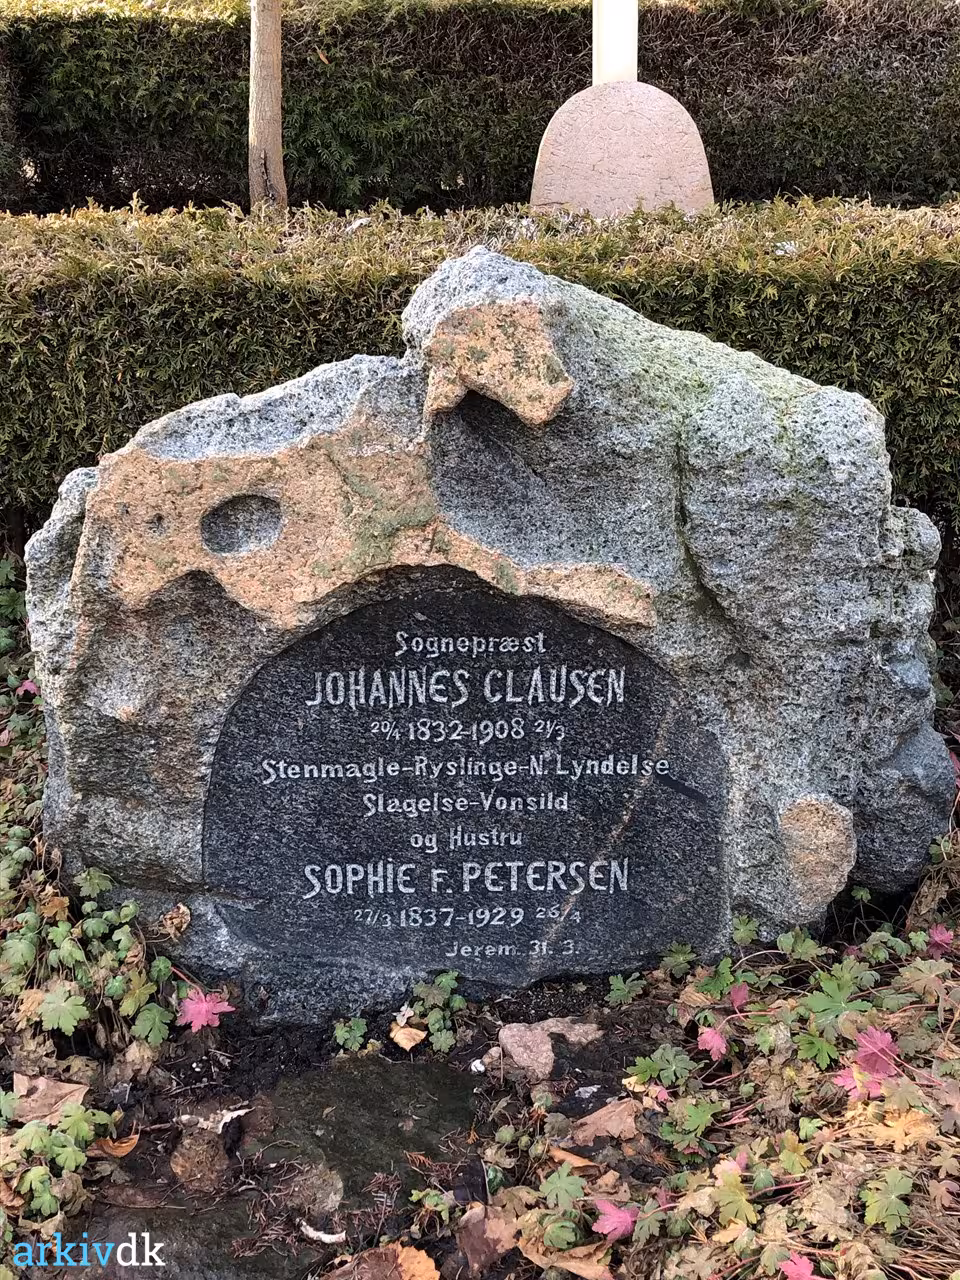 Sognepræst
JOHANNES CLAUSEN
20/4 1832-1908 21/3
Stenmagle-Ryslinge-N. Lyndelse
Slagelse-Vonsild
og Hustru
SOPHIE F. PETERSEN
27/3 1837-1929 26/4
Jerem. 31. 3.
arkivdk